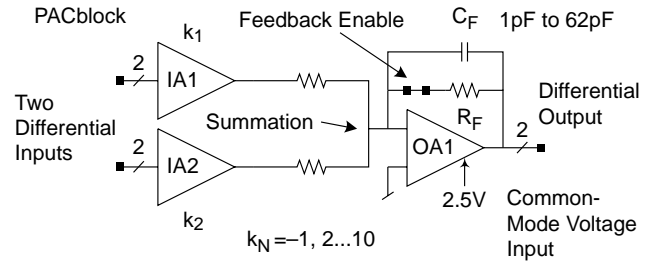 PACblock
k1
Feedback Enable
CF
1pF to 62pF
2
IA1
Two
Differential
Inputs
Summation
RF
Differential
Output
2
IA2
OA1
2
k2
2.5V
Common-
Mode Voltage
Input
kN =–1, 2...10